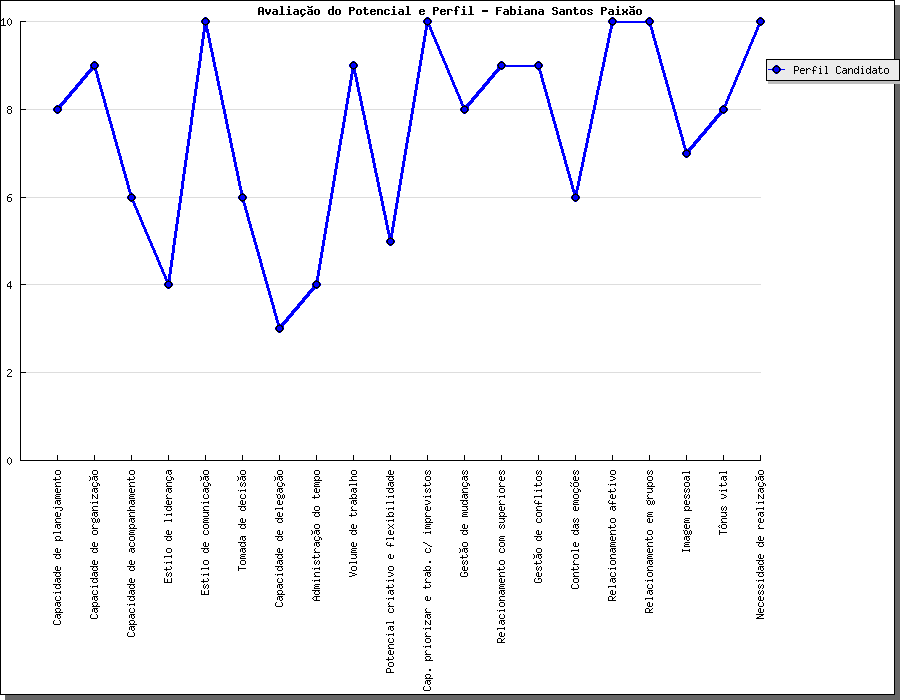 Avaliação do Potencial e Perfil - Fabiana Santos Paixão
10
8
6
4
2
0
Perfil Candidato
Capacidade de planejamento
Capacidade de organização
Capacidade de acompanhamento
Estilo de liderança
Estilo de comunicação
Tomada de decisão
Capacidade de delegação
Administração do tempo
Volume de trabalho
Potencial criativo e flexibilidade
Cap. priorizar e trab. c/ imprevistos
Gestão de mudanças
Relacionamento com superiores
Gestão de conflitos
Controle das emoções
Relacionamento afetivo
Relacionamento em grupos
Imagem pessoal
Tônus vital
Necessidade de realização